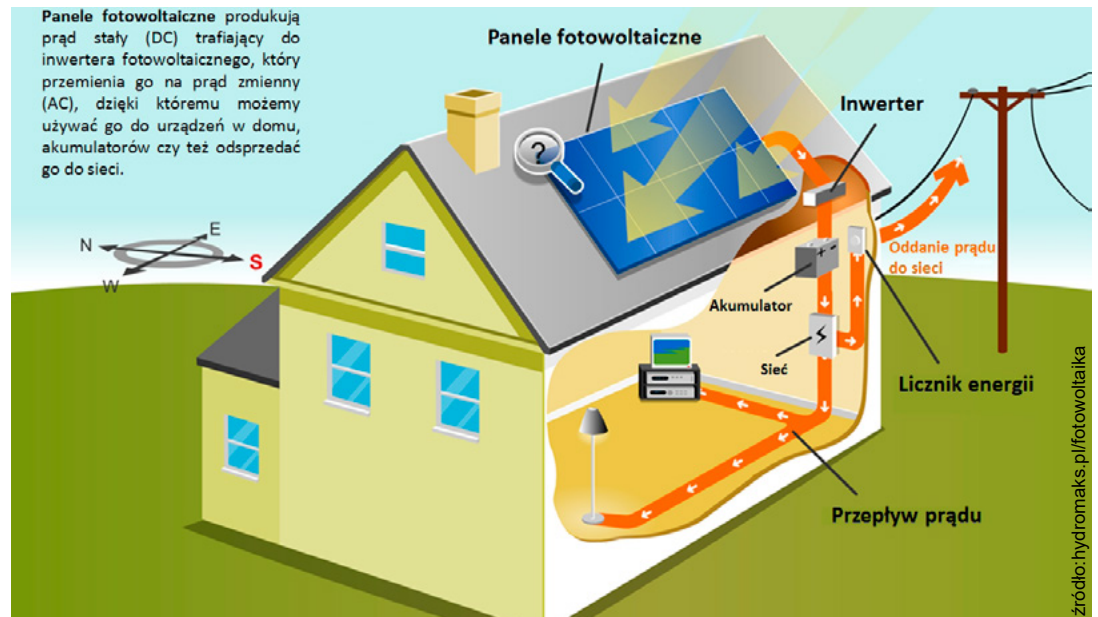 Panele fotowoltaiczne produkują
prąd stały (DC) trafiający do
inwertera fotowoltaicznego, który
przemienia go na prąd zmienny
(AC), dzięki któremu możemy
używać go do urządzeń w domu,
akumulatorów czy też odsprzedać
go do sieci.
Panele fotowoltaiczne
Inwerter
?
N
E
S
W
Oddanie prądu
do sieci
+ -
Akumulator
Sieć
Licznik energii
Przepływ prądu
źródło:hydromaks.pl/fotowoltaika